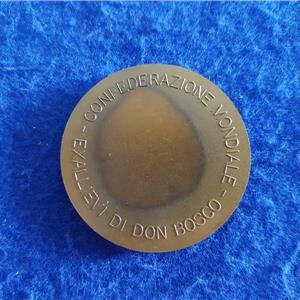 CONFEDERAZIONE MONDIALE -
EXALLIEVI DI DON BOSCO -